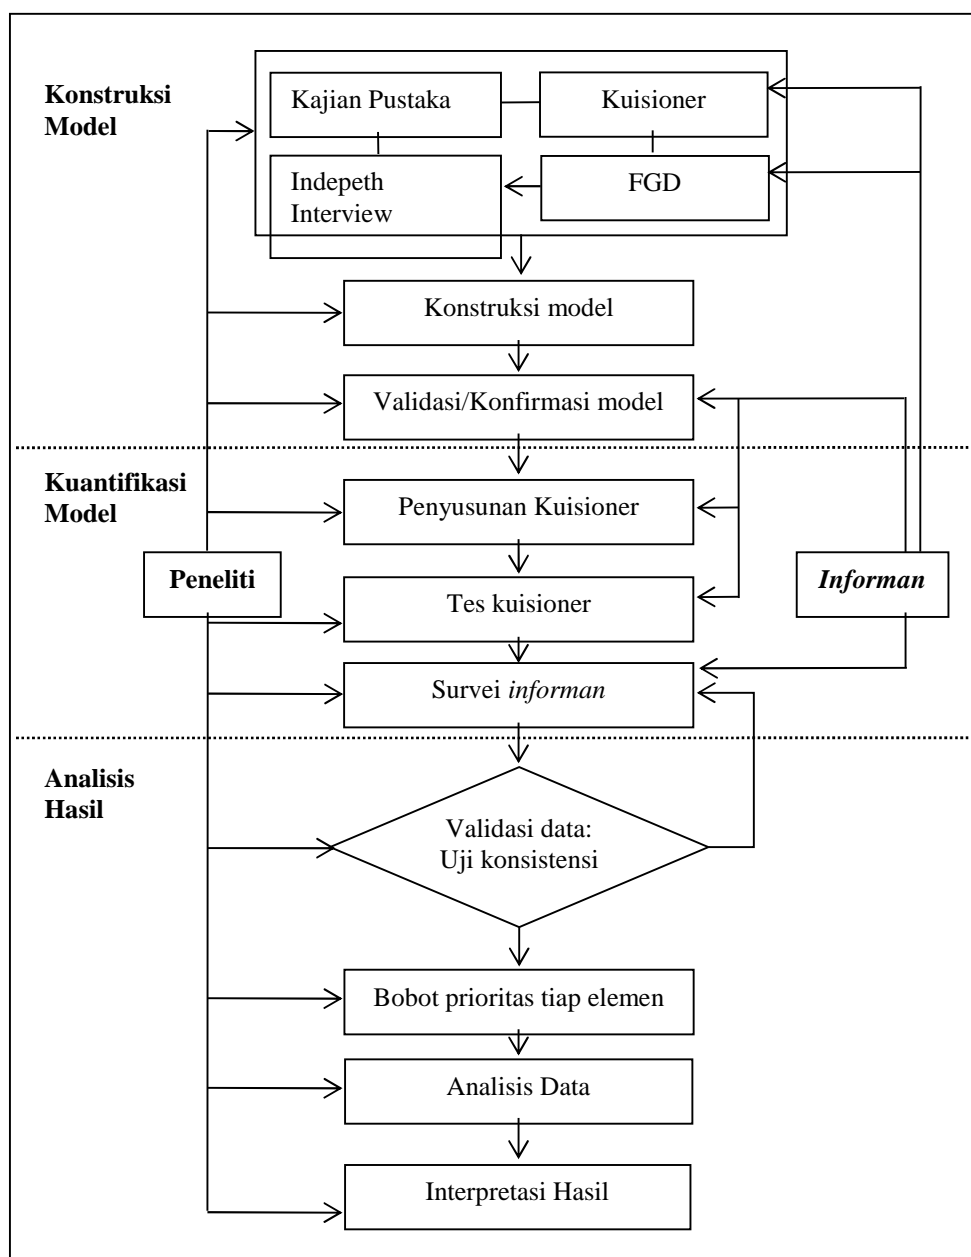 Konstruksi
Model
Kajian Pustaka
Kuisioner
Indepeth
Interview
FGD
Konstruksi model
Validasi/Konfirmasi model
Kuantifikasi
Model
Penyusunan Kuisioner
Peneliti
Informan
Tes kuisioner
Survei informan
Analisis
Hasil
Validasi data:
Uji konsistensi
Bobot prioritas tiap elemen
Analisis Data
Interpretasi Hasil